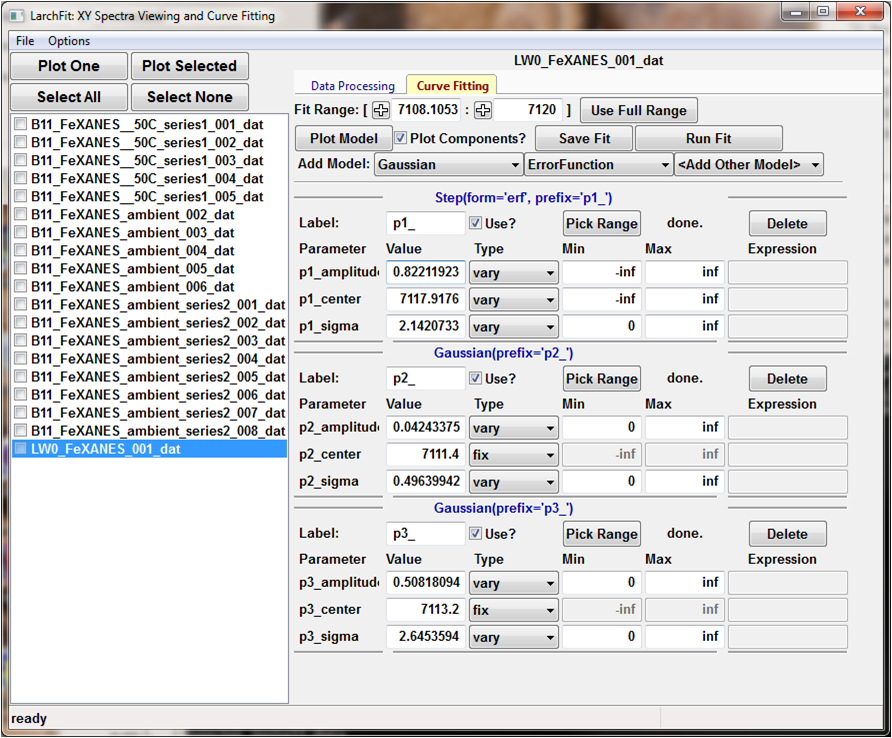 LarchFit: XY Spectra Viewing and Curve Fitting
File Options
Plot One Plot Selected
Select All Select None
B11_FeXANES__50C_series1_001_dat
B11_FeXANES__50C_series1_002_dat
B11_FeXANES__50C_series1_003_dat
B11_FeXANES__50C_series1_004_dat
B11_FeXANES__50C_series1_005_dat
B11_FeXANES_ambient_002_dat
B11_FeXANES_ambient_003_dat
B11_FeXANES_ambient_004_dat
B11_FeXANES_ambient_005_dat
B11_FeXANES_ambient_006_dat
B11_FeXANES_ambient_series2_001_dat
B11_FeXANES_ambient_series2_002_dat
B11_FeXANES_ambient_series2_003_dat
B11_FeXANES_ambient_series2_004_dat
B11_FeXANES_ambient_series2_005_dat
B11_FeXANES_ambient_series2_006_dat
B11_FeXANES_ambient_series2_007_dat
B11_FeXANES_ambient_series2_008_dat
LW0_FeXANES_001_dat
LW0_FeXANES_001_dat
Data Processing Curve Fitting
Fit Range: [ 7108.1053 : 7120 ] Use Full Range
Plot Model Plot Components? Save Fit Run Fit
Add Model: Gaussian ErrorFunction <Add Other Model>
Step(form='erf', prefix='p1_')
Label: p1_ Use? Pick Range done. Delete
Parameter Value Type Min Max Expression
p1_amplitude 0.82211923 vary -inf inf
p1_center 7117.9176 vary -inf inf
p1_sigma 2.1420733 vary 0 inf
Gaussian(prefix='p2_')
Label: p2_ Use? Pick Range done. Delete
Parameter Value Type Min Max Expression
p2_amplitude 0.04243375 vary 0 inf
p2_center 7111.4 fix -inf inf
p2_sigma 0.49639942 vary 0 inf
Gaussian(prefix='p3_')
Label: p3_ Use? Pick Range done. Delete
Parameter Value Type Min Max Expression
p3_amplitude 0.50818094 vary 0 inf
p3_center 7113.2 fix -inf inf
p3_sigma 2.6453594 vary 0 inf
ready